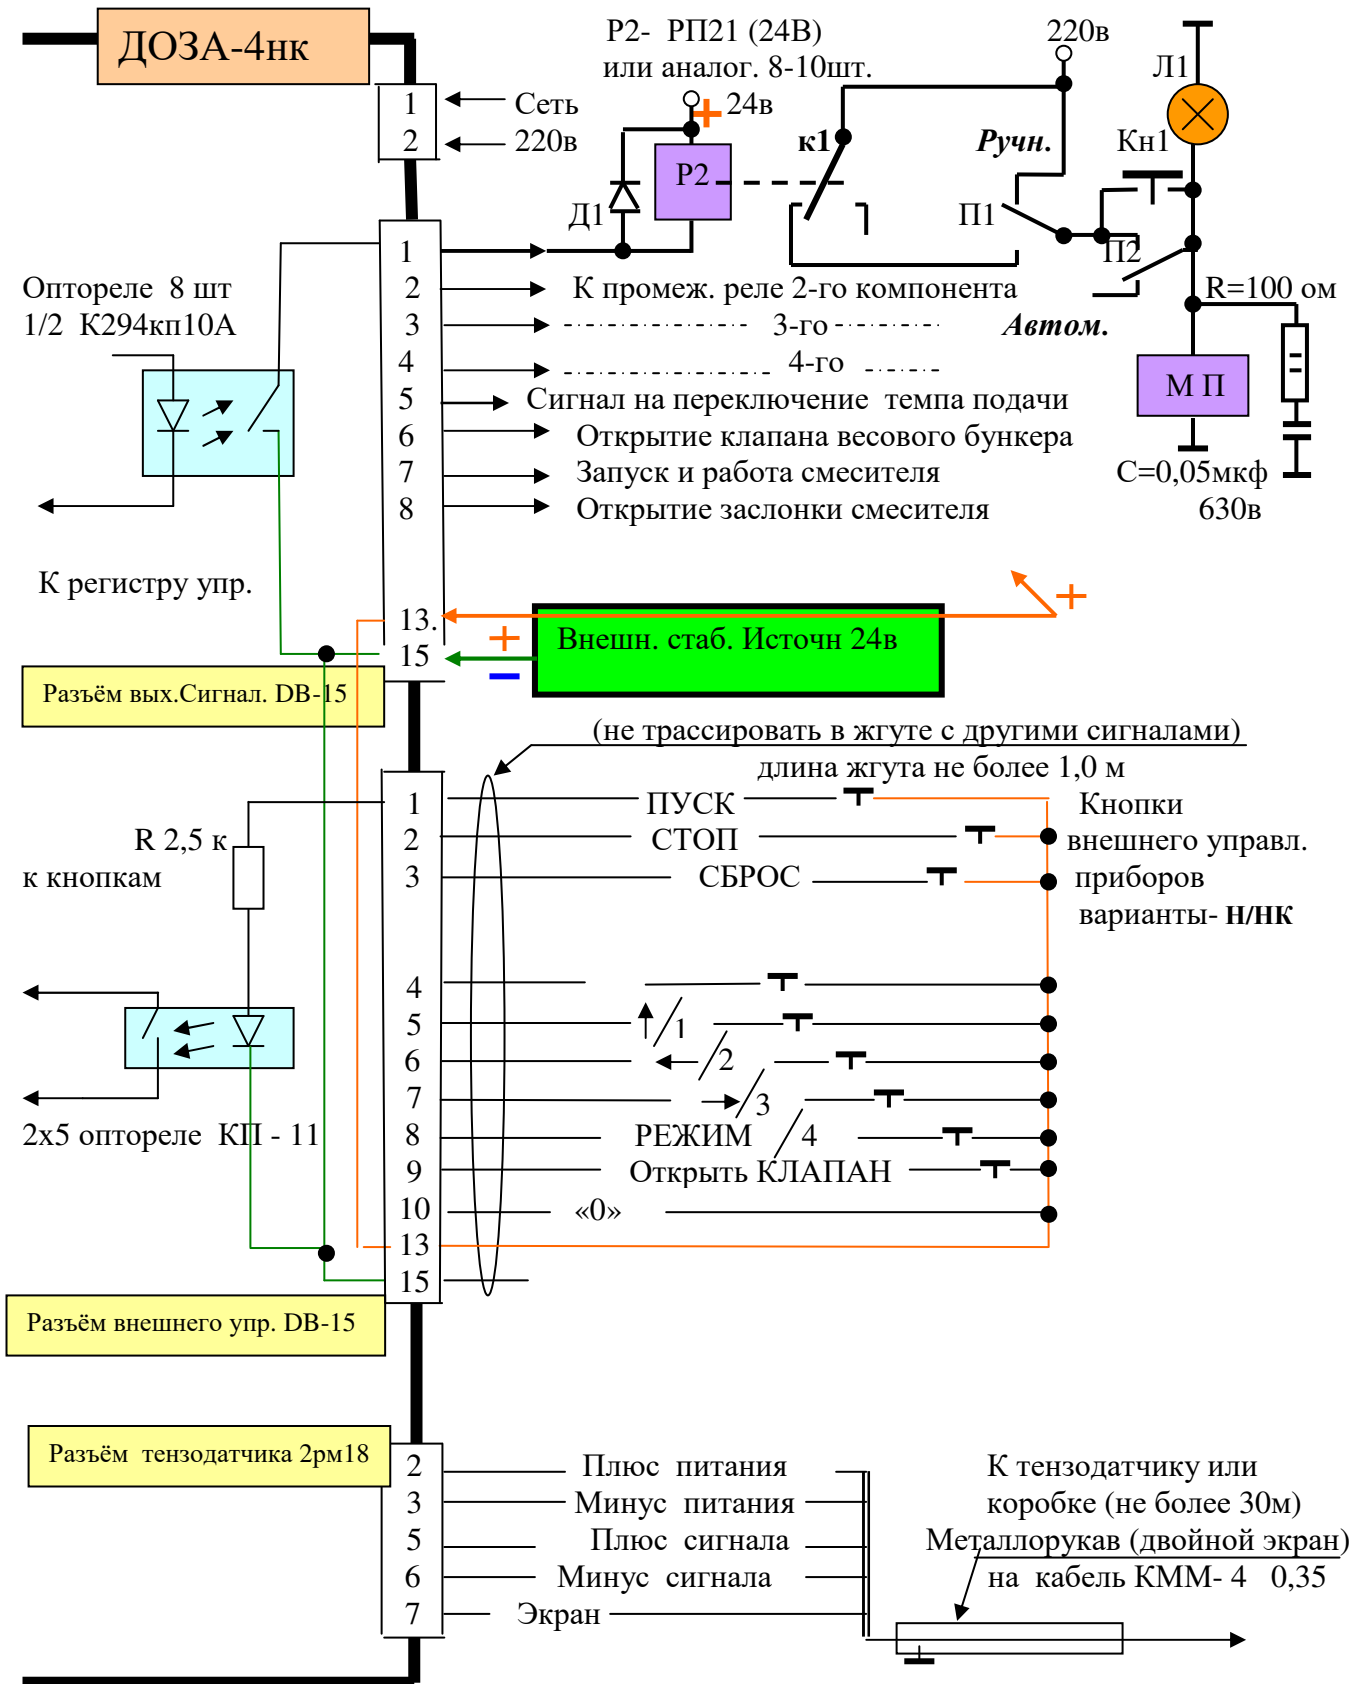 ДОЗА-4нк
Р2- РП21 (24В)
или аналог. 8-10шт.
24в
220в
Л1
1
Сеть
2
220в
к1
Ручн.
Кн1
Р2
Д1
П1
П2
1
Оптореле 8 шт
1/2 К294кп10А
2
К промеж. реле 2-го компонента
R=100 ом
3
3-го
Автом.
4
4-го
М П
5
Сигнал на переключение темпа подачи
6
Открытие клапана весового бункера
7
Запуск и работа смесителя
С=0,05мкф
630в
8
Открытие заслонки смесителя
К регистру упр.
13.
+
+
15
Внешн. стаб. Источн 24в
Разъём вых.Сигнал. DB-15
(не трассировать в жгуте с другими сигналами)
длина жгута не более 1,0 м
1
ПУСК
Кнопки
2
СТОП
внешнего управл.
3
СБРОС
приборов
варианты- Н/НК
R 2,5 к
к кнопкам
4
5
/1
6
/2
7
/3
2х5 оптореле КП - 11
8
РЕЖИМ /4
9
Открыть КЛАПАН
10
«0»
13
15
Разъём внешнего упр. DB-15
Разъём тензодатчика 2рм18
2
Плюс питания
К тензодатчику или
3
Минус питания
коробке (не более 30м)
5
Плюс сигнала
Металлорукав (двойной экран)
6
Минус сигнала
на кабель КММ- 4 0,35
7
Экран